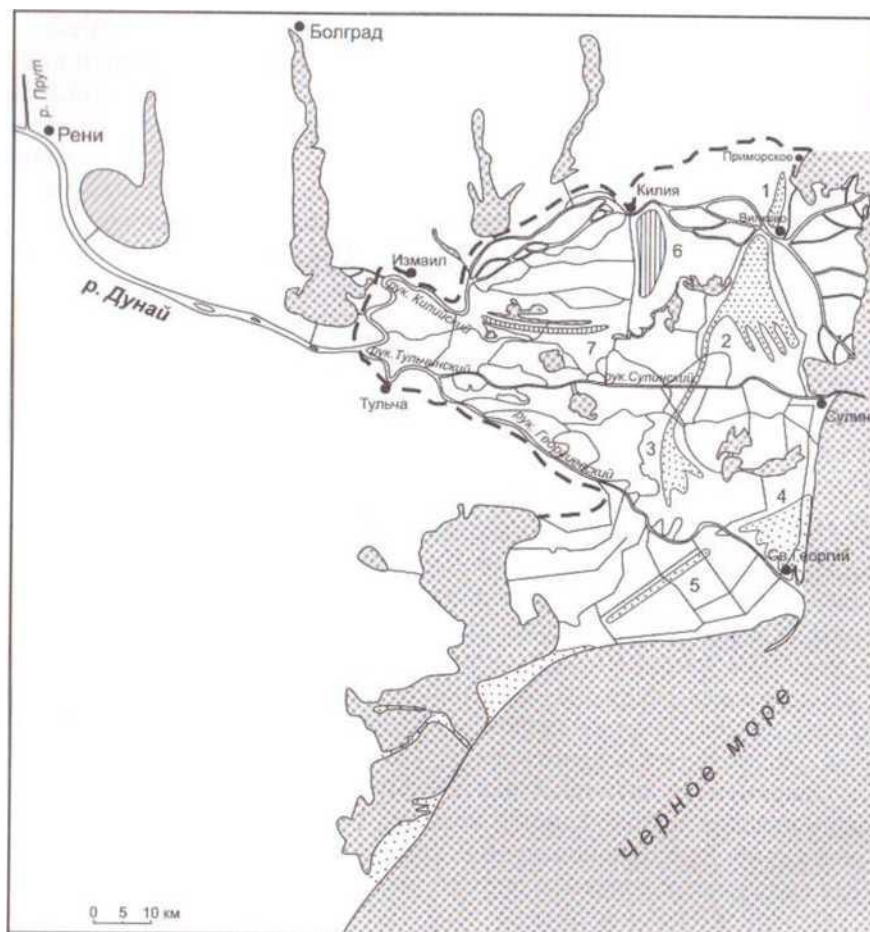 Болград
р. Прут
Рени
Приморское
1
Килия
Вилково
Измаил
6
р. Дунай
рук. Килийский
2
7
рук. Тульчинский
рук. Сулинский
Тульча
Сулин
рук. Георгиевский
3
4
Св. Георгий
5
Черное море
0 5 10 км